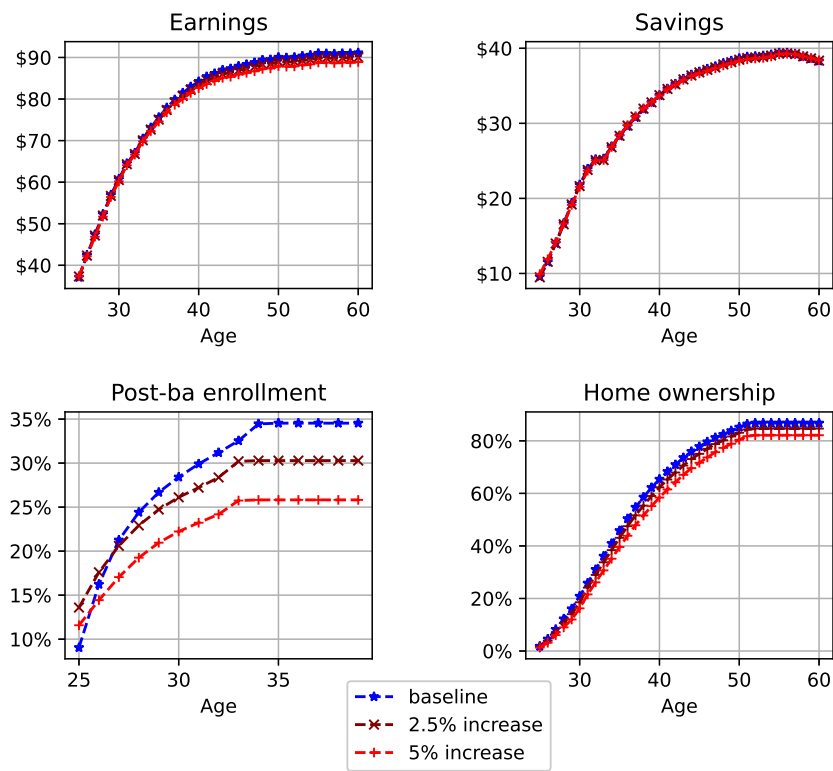 Earnings
$90
$80
$70
$60
$50
$40
30 40 50 60
Age
Savings
$40
$30
$20
$10
30 40 50 60
Age
Post-ba enrollment
35%
30%
25%
20%
15%
10%
25 30 35
Age
Home ownership
80%
60%
40%
20%
0%
30 40 50 60
Age
baseline
2.5% increase
5% increase